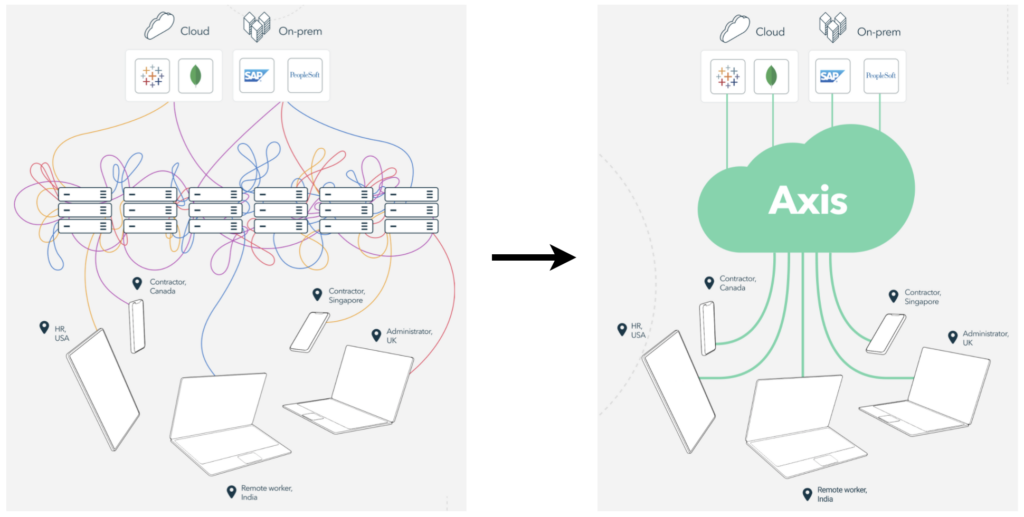 Cloud
On-prem
SAP
PeopleSoft
Contractor,
Canada
Contractor,
Singapore
HR,
USA
Administrator,
UK
Remote worker,
India
Cloud
On-prem
SAP
PeopleSoft
Axis
Contractor,
Canada
Contractor,
Singapore
HR,
USA
Administrator,
UK
Remote worker,
India